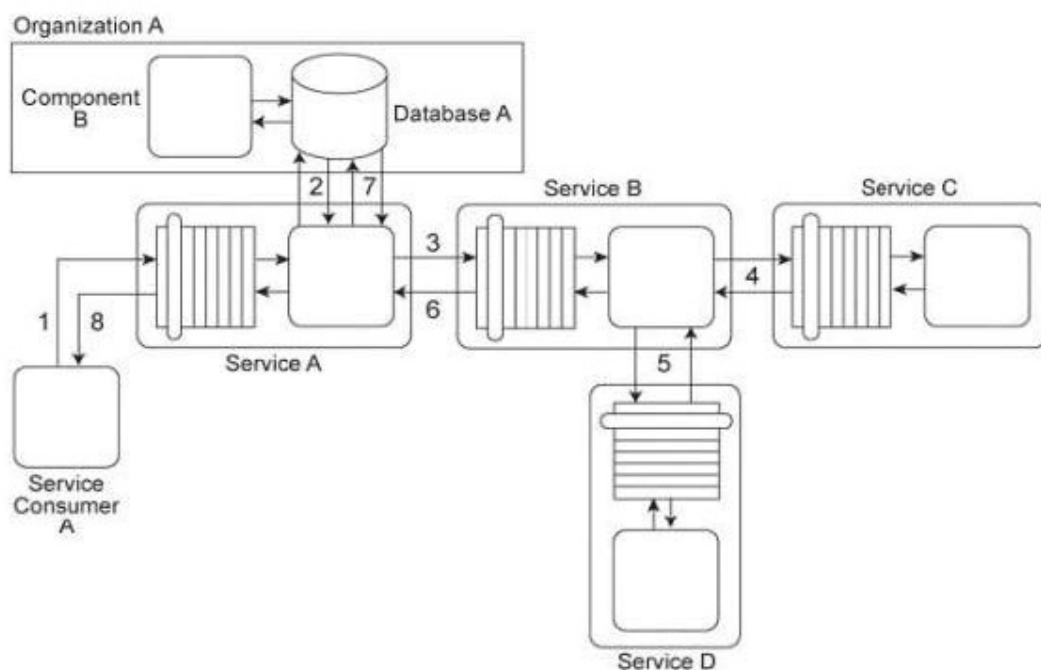 Organization A
Component
B
Database A
2
7
Service B
Service C
3
4
6
1
8
Service A
5
Service
Consumer
A
Service D